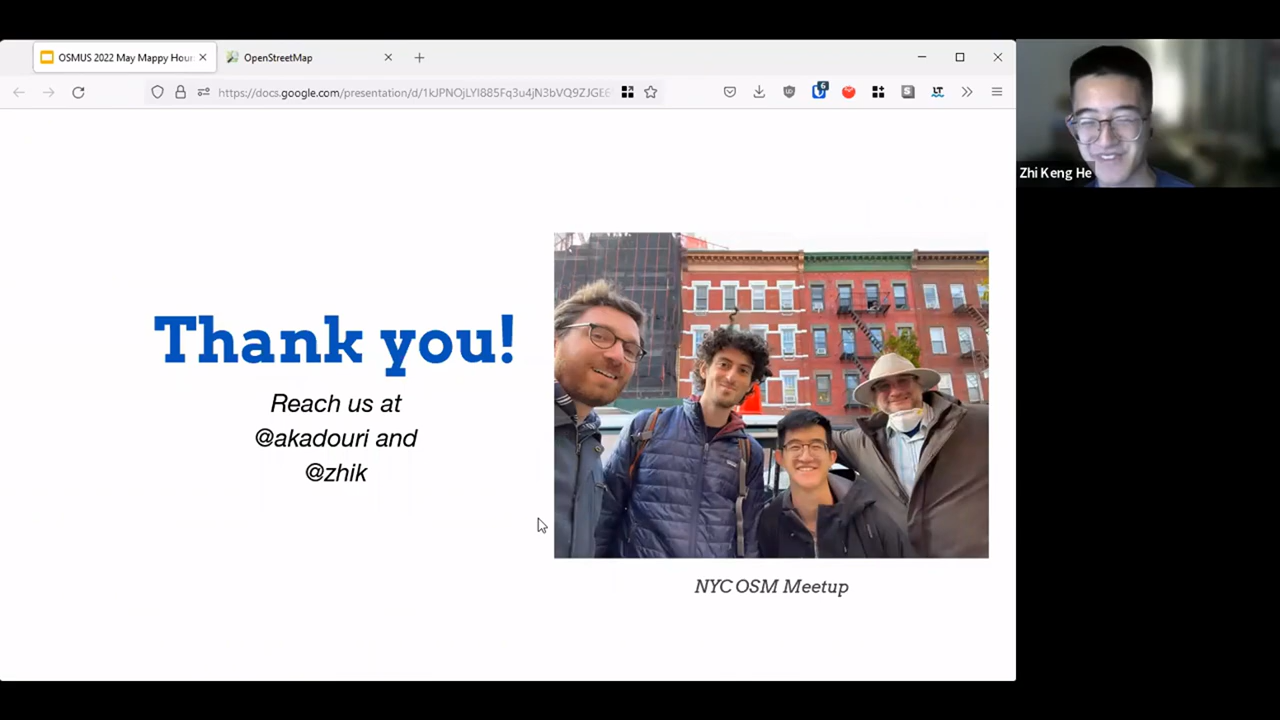 OSMUS 2022 May Mappy Hour
OpenStreetMap
https://docs.google.com/presentation/d/1kJPNOjLYI885Fq3u4jN3bVQ9ZJGE6
Zhi Keng He
Thank you!
Reach us at
@akadouri and
@zhik
NYC OSM Meetup